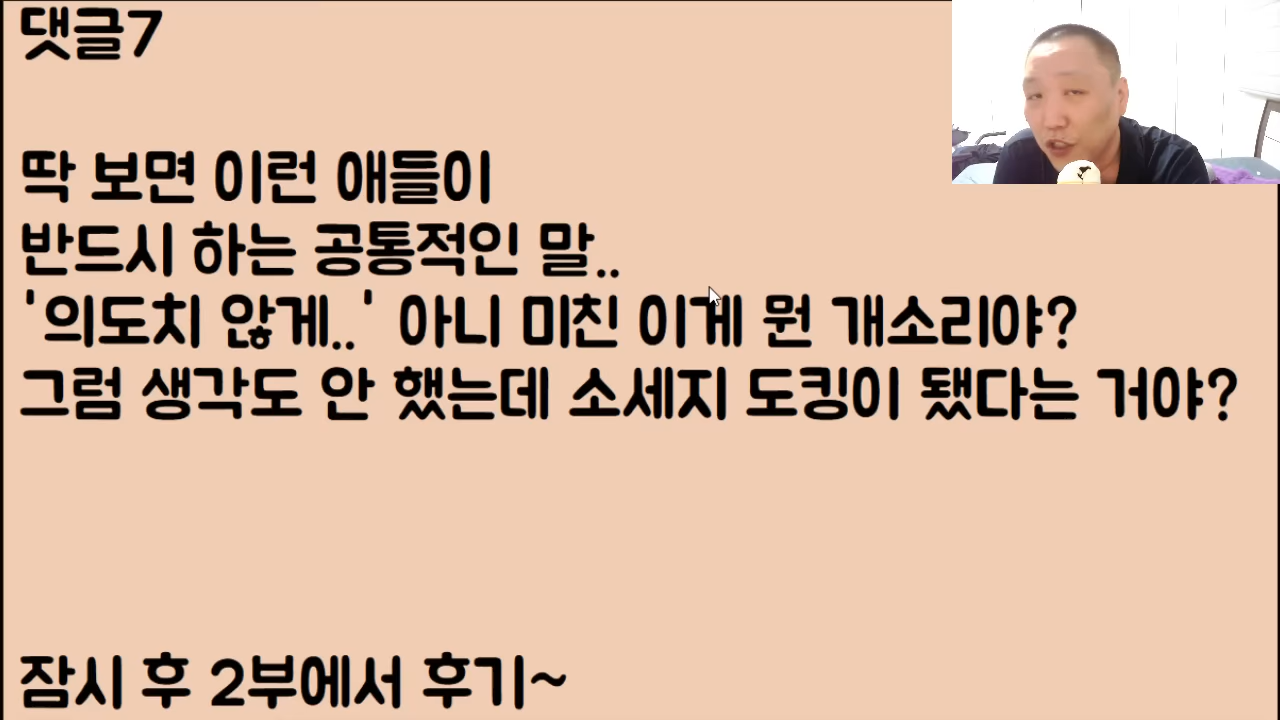 댓글7
딱 보면 이런 애들이
반드시 하는 공통적인 말..
'의도치 않게..' 아니 미친 이게 뭔 개소리야?
그럼 생각도 안 했는데 소세지 도킹이 됐다는 거야?
잠시 후 2부에서 후기~